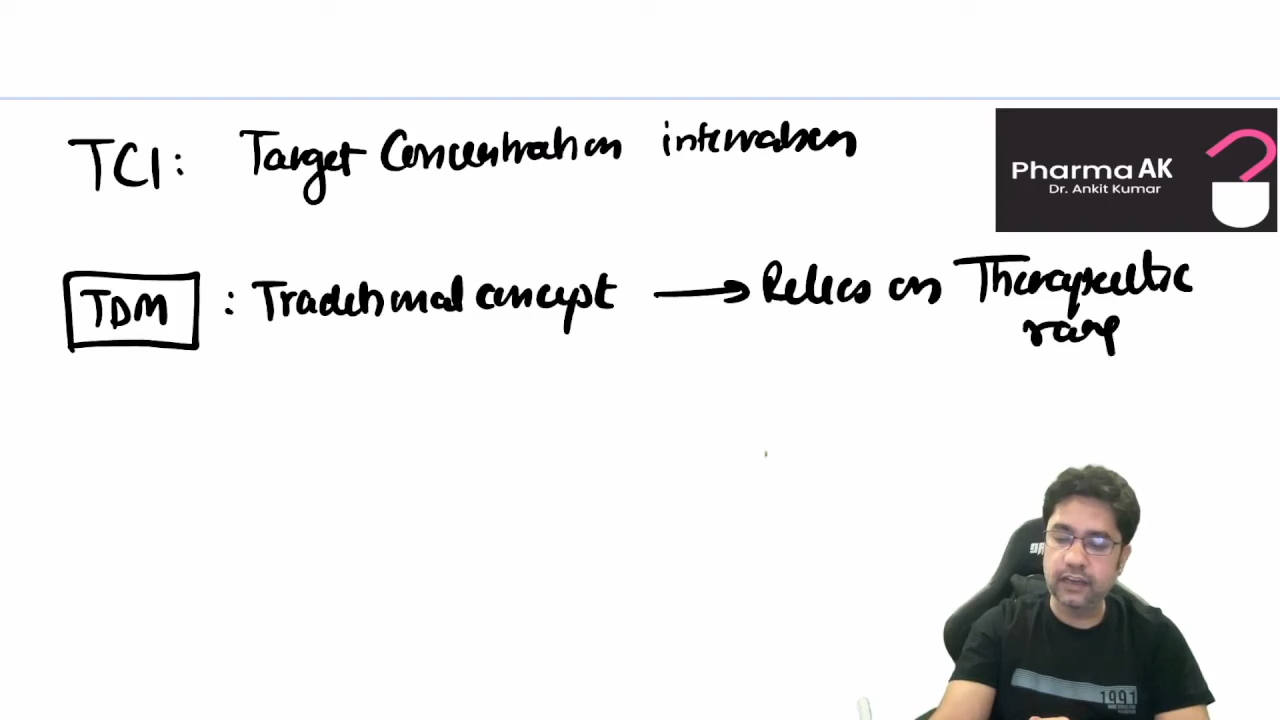 TCI: Target Concentration intervention
Pharma AK
Dr. Ankit Kumar
TDM : Traditional concept → Relies on Therapeutic
range
1991